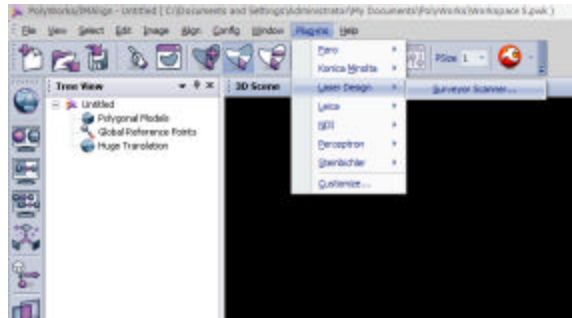 PolyWorks/IMAlign - Untitled [ C:\Documents and Settings\Administrator\My Documents\PolyWorks\Workspace S.pwk ]
File View Select Edit Image Align Config Window Plug-ins Help
PSize 1
Tree View
3D Scene
Untitled
Polygonal Models
Global Reference Points
Huge Translation
Faro
Konica Minolta
Laser Design
Surveyor Scanner...
Leica
NDI
Perceptron
Steinbichler
Customize...